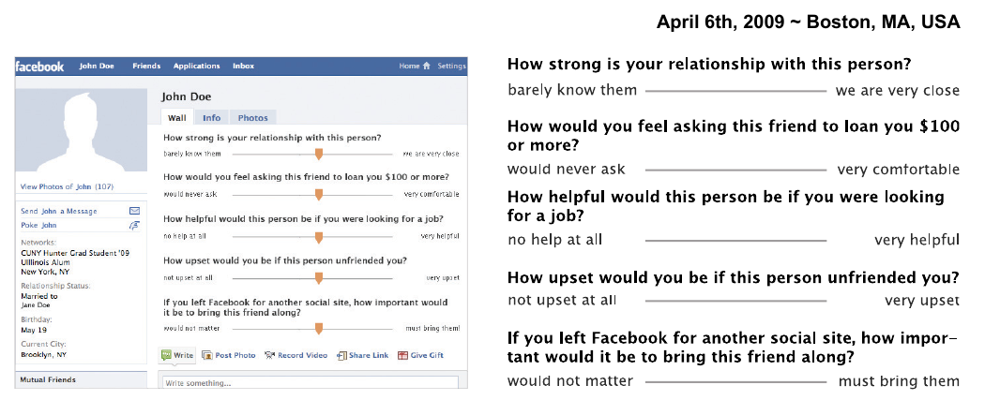 April 6th, 2009 ~ Boston, MA, USA
facebook John Doe Friends Applications Inbox Home Settings
John Doe
Wall Info Photos
How strong is your relationship with this person?
barely know them we are very close
How would you feel asking this friend to loan you $100 or more?
would never ask very comfortable
How helpful would this person be if you were looking for a job?
no help at all very helpful
How upset would you be if this person unfriended you?
not upset at all very upset
If you left Facebook for another social site, how important would
it be to bring this friend along?
would not matter must bring them!
Write Post Photo Record Video Share Link Give Gift
Write something...
View Photos of John (107)
Send John a Message
Poke John
Networks:
CUNY Hunter Grad Student '09
UIllinois Alum
New York, NY
Relationship Status:
Married to
Jane Doe
Birthday:
May 19
Current City:
Brooklyn, NY
Mutual Friends
How strong is your relationship with this person?
barely know them we are very close
How would you feel asking this friend to loan you $100
or more?
would never ask very comfortable
How helpful would this person be if you were looking
for a job?
no help at all very helpful
How upset would you be if this person unfriended you?
not upset at all very upset
If you left Facebook for another social site, how impor-
tant would it be to bring this friend along?
would not matter must bring them